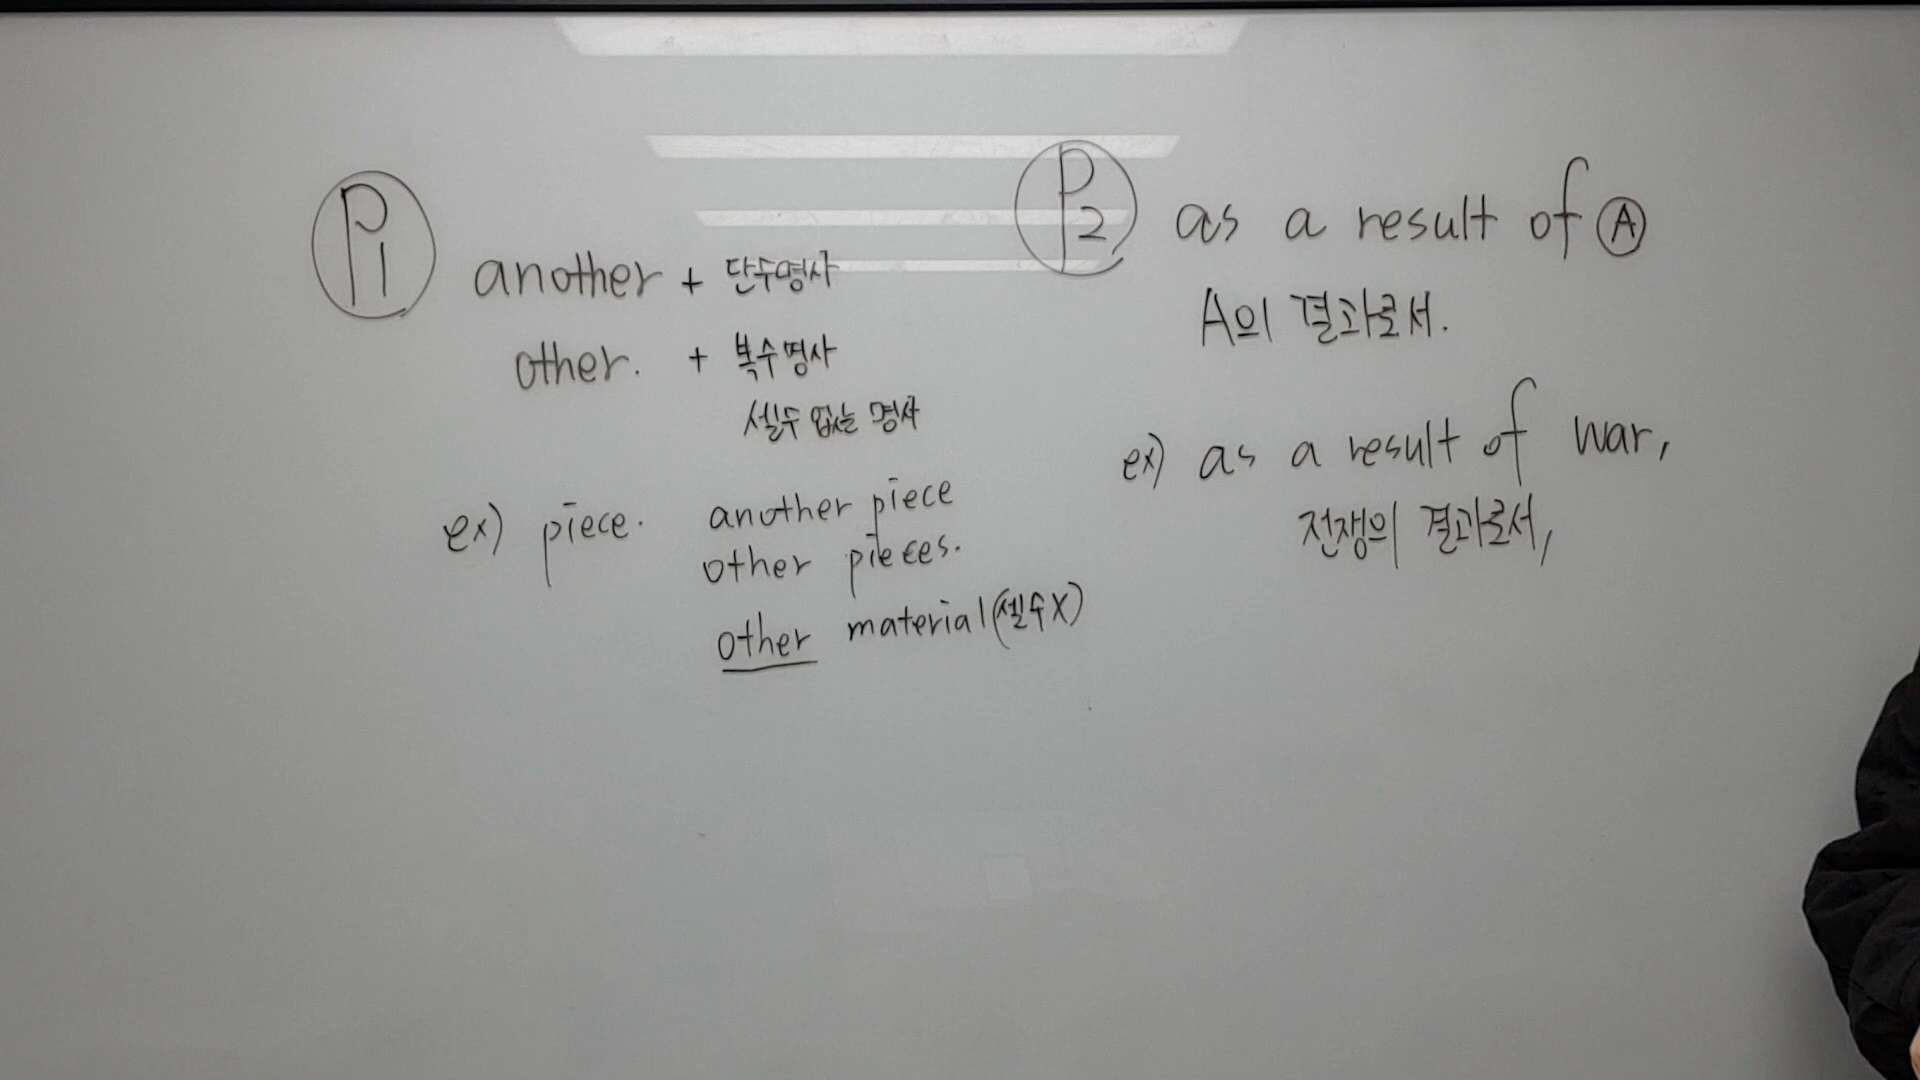 P1
another + 단수명사
other. + 복수명사
셀수 없는 명사
ex) piece. another piece
other pieces.
other material(셀수X)
P2
as a result of Ⓐ
A의 결과로서.
ex) as a result of war,
전쟁의 결과로서,